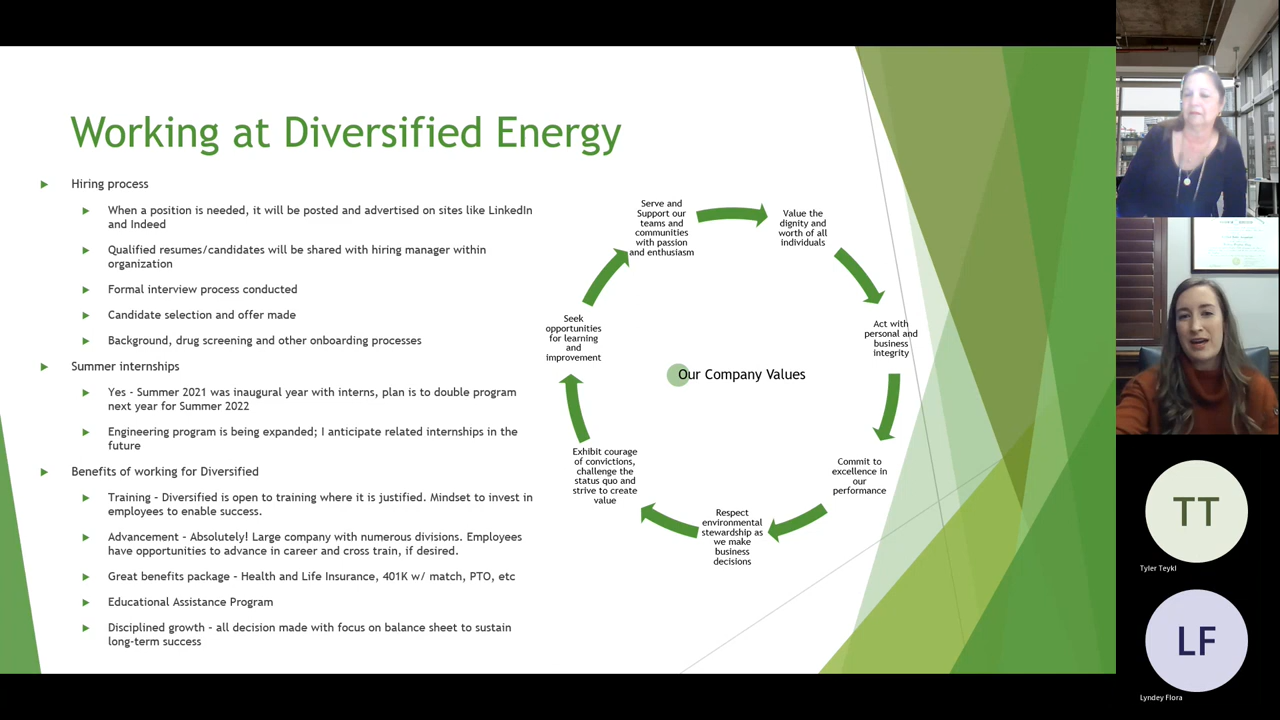 Working at Diversified Energy
Hiring process
When a position is needed, it will be posted and advertised on sites like LinkedIn
and Indeed
Qualified resumes/candidates will be shared with hiring manager within
organization
Formal interview process conducted
Candidate selection and offer made
Background, drug screening and other onboarding processes
Summer internships
Yes - Summer 2021 was inaugural year with interns, plan is to double program
next year for Summer 2022
Engineering program is being expanded; I anticipate related internships in the
future
Benefits of working for Diversified
Training - Diversified is open to training where it is justified. Mindset to invest in
employees to enable success.
Advancement - Absolutely! Large company with numerous divisions. Employees
have opportunities to advance in career and cross train, if desired.
Great benefits package - Health and Life Insurance, 401K w/ match, PTO, etc
Educational Assistance Program
Disciplined growth - all decision made with focus on balance sheet to sustain
long-term success
Our Company Values
Serve and
Support our
teams and
communities
with passion
and enthusiasm
Value the
dignity and
worth of all
individuals
Act with
personal and
business
integrity
Commit to
excellence in
our
performance
Respect
environmental
stewardship as
we make
business
decisions
Exhibit courage
of convictions,
challenge the
status quo and
strive to create
value
Seek
opportunities
for learning
and
improvement
TT
Tyler Teykl
LF
Lyndey Flora